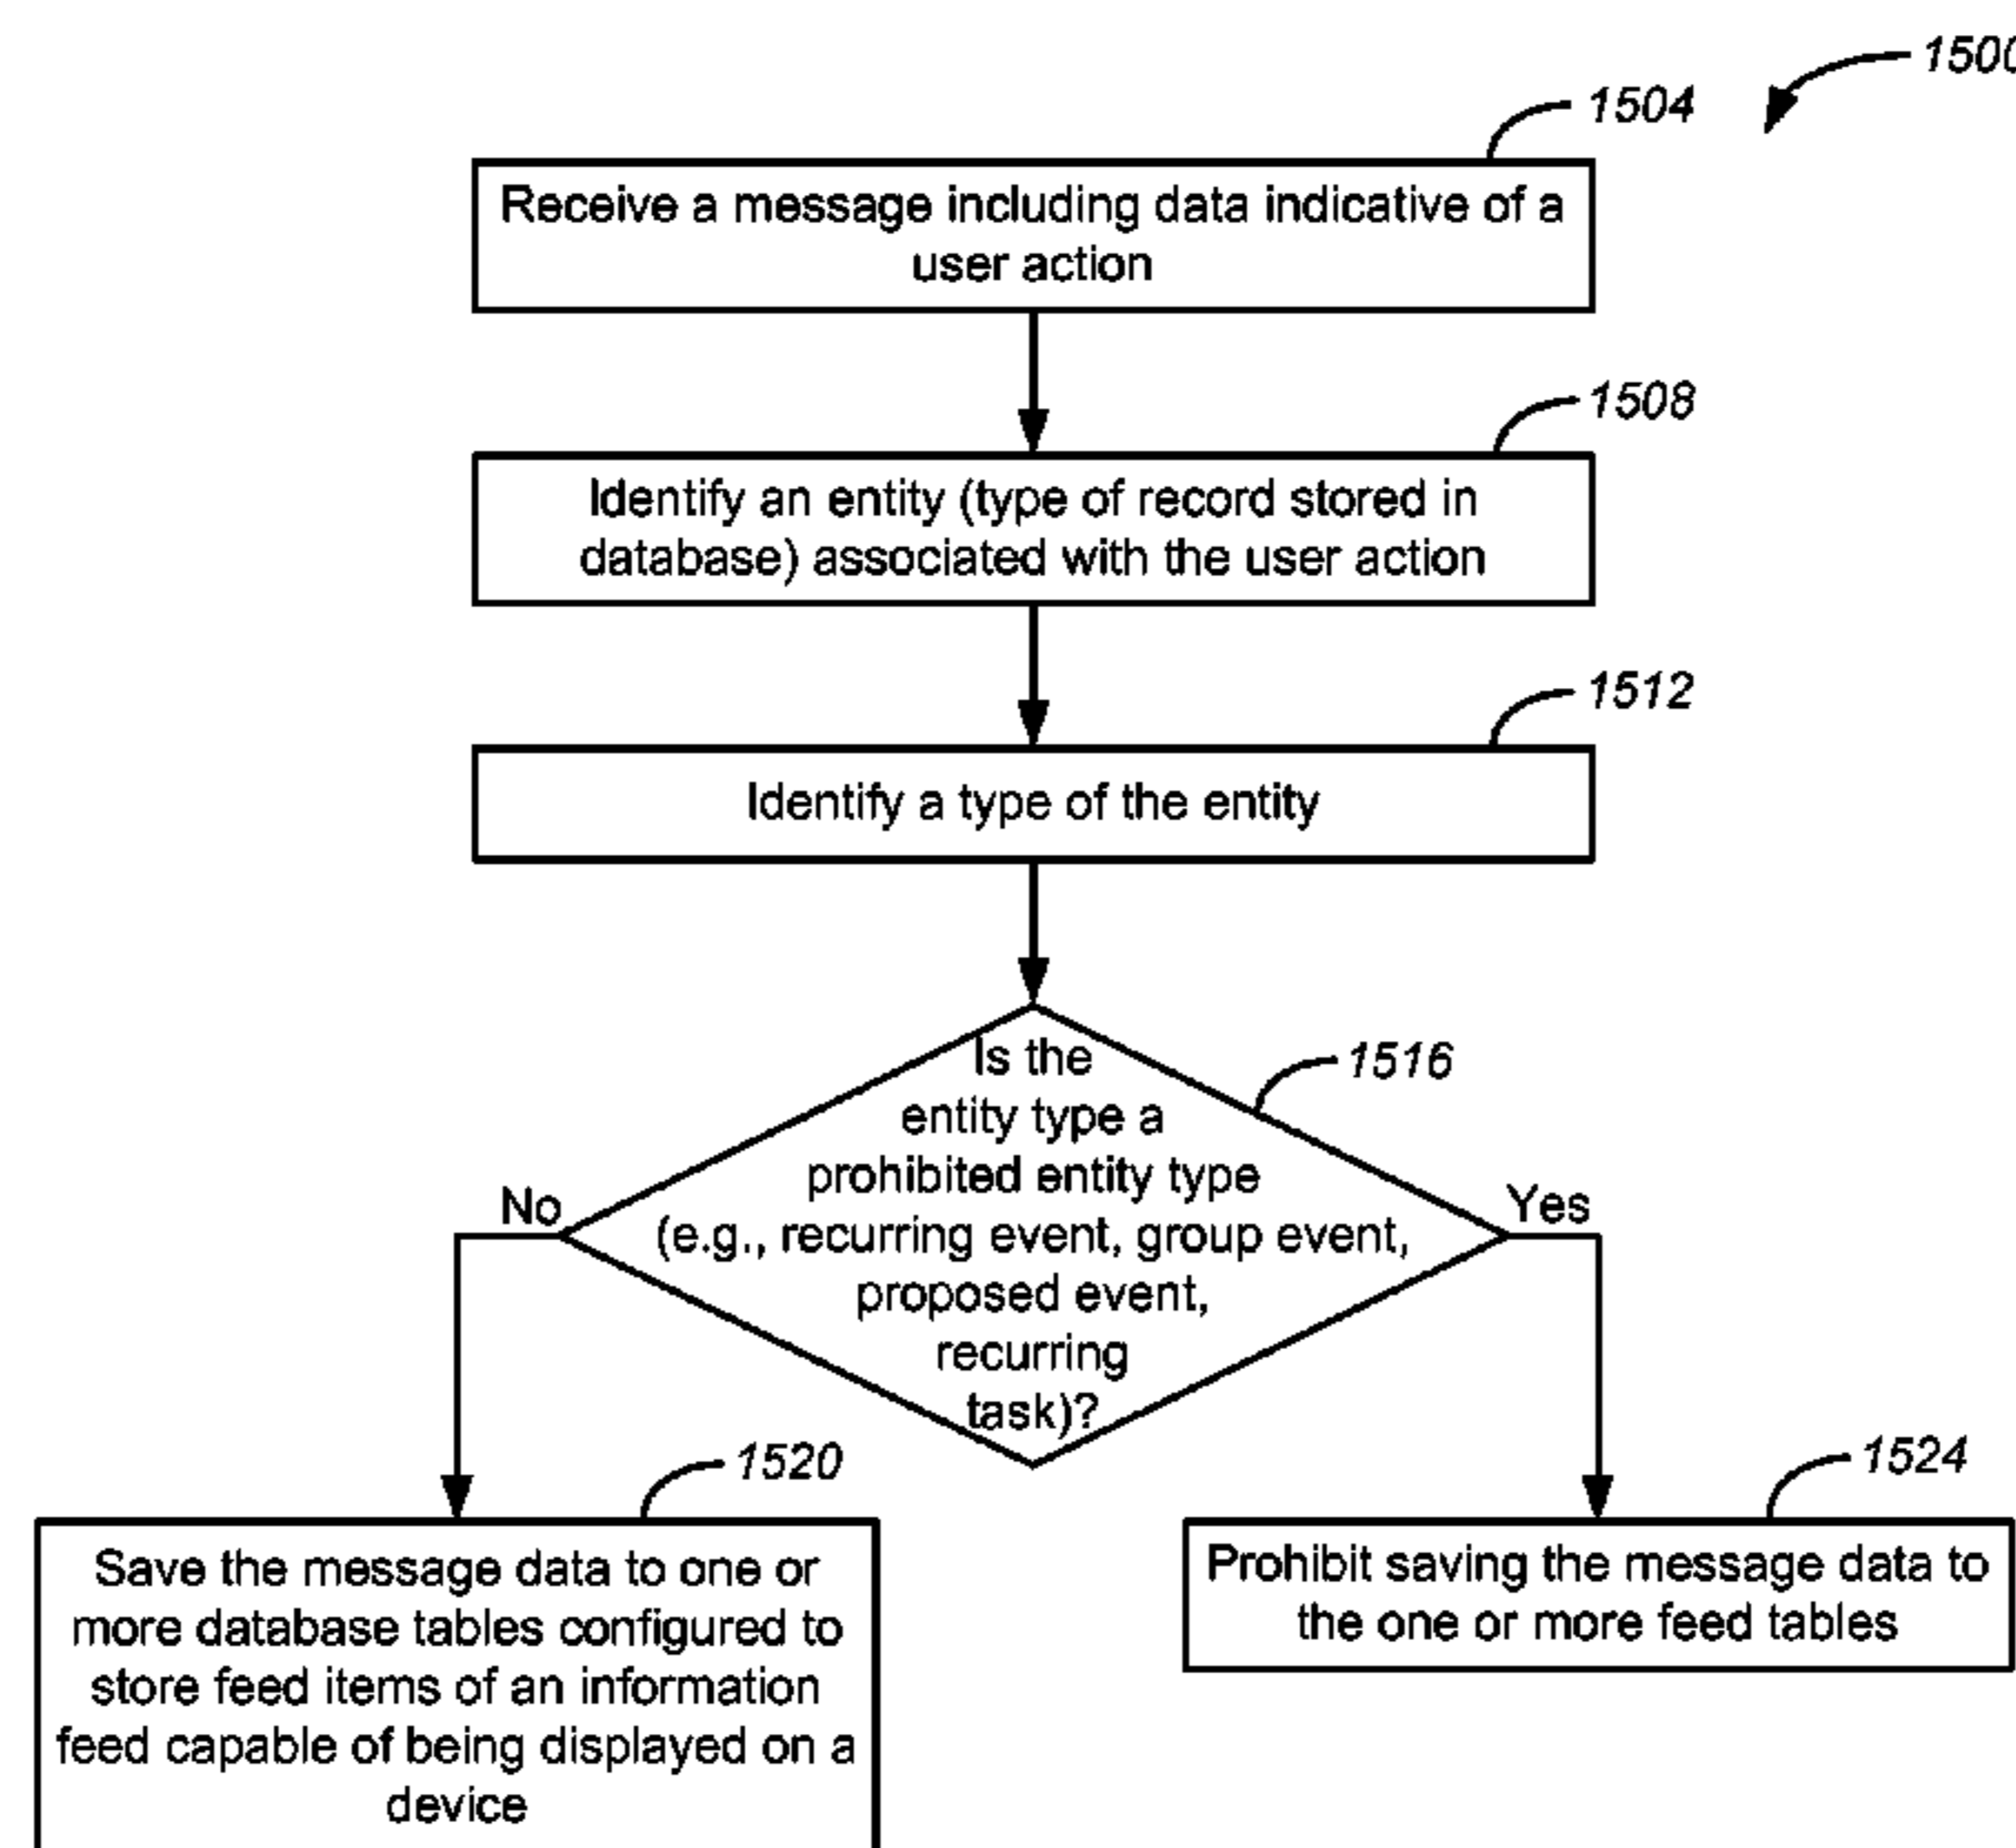 1500
1504
Receive a message including data indicative of a
user action
1508
Identify an entity (type of record stored in
database) associated with the user action
1512
Identify a type of the entity
1516
Is the
entity type a
prohibited entity type
(e.g., recurring event, group event,
proposed event,
recurring
task)?
No
Yes
1520
Save the message data to one or
more database tables configured to
store feed items of an information
feed capable of being displayed on a
device
1524
Prohibit saving the message data to
the one or more feed tables